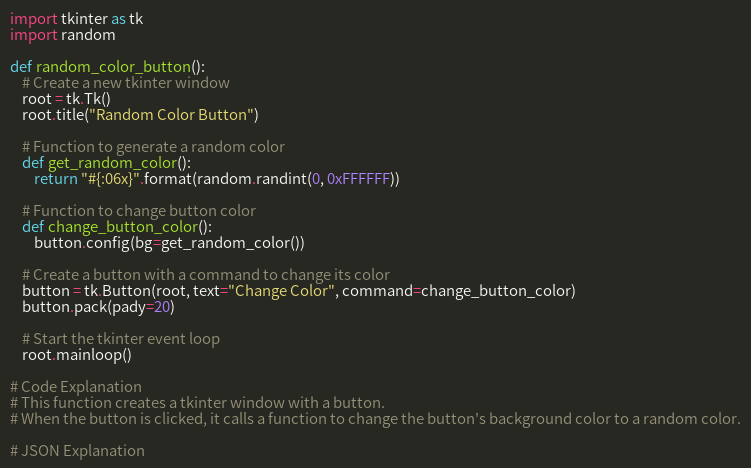 import tkinter as tk
import random
def random_color_button():
# Create a new tkinter window
root = tk.Tk()
root.title("Random Color Button")
# Function to generate a random color
def get_random_color():
return "#{:06x}".format(random.randint(0, 0xFFFFFF))
# Function to change button color
def change_button_color():
button.config(bg=get_random_color())
# Create a button with a command to change its color
button = tk.Button(root, text="Change Color", command=change_button_color)
button.pack(pady=20)
# Start the tkinter event loop
root.mainloop()
# Code Explanation
# This function creates a tkinter window with a button.
# When the button is clicked, it calls a function to change the button's background color to a random color.
# JSON Explanation